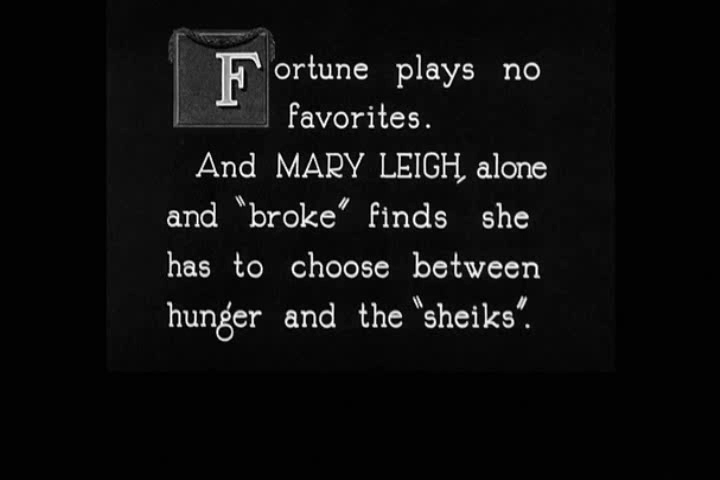 Fortune plays no
favorites.
And MARY LEIGH, alone
and "broke" finds she
has to choose between
hunger and the "sheiks".